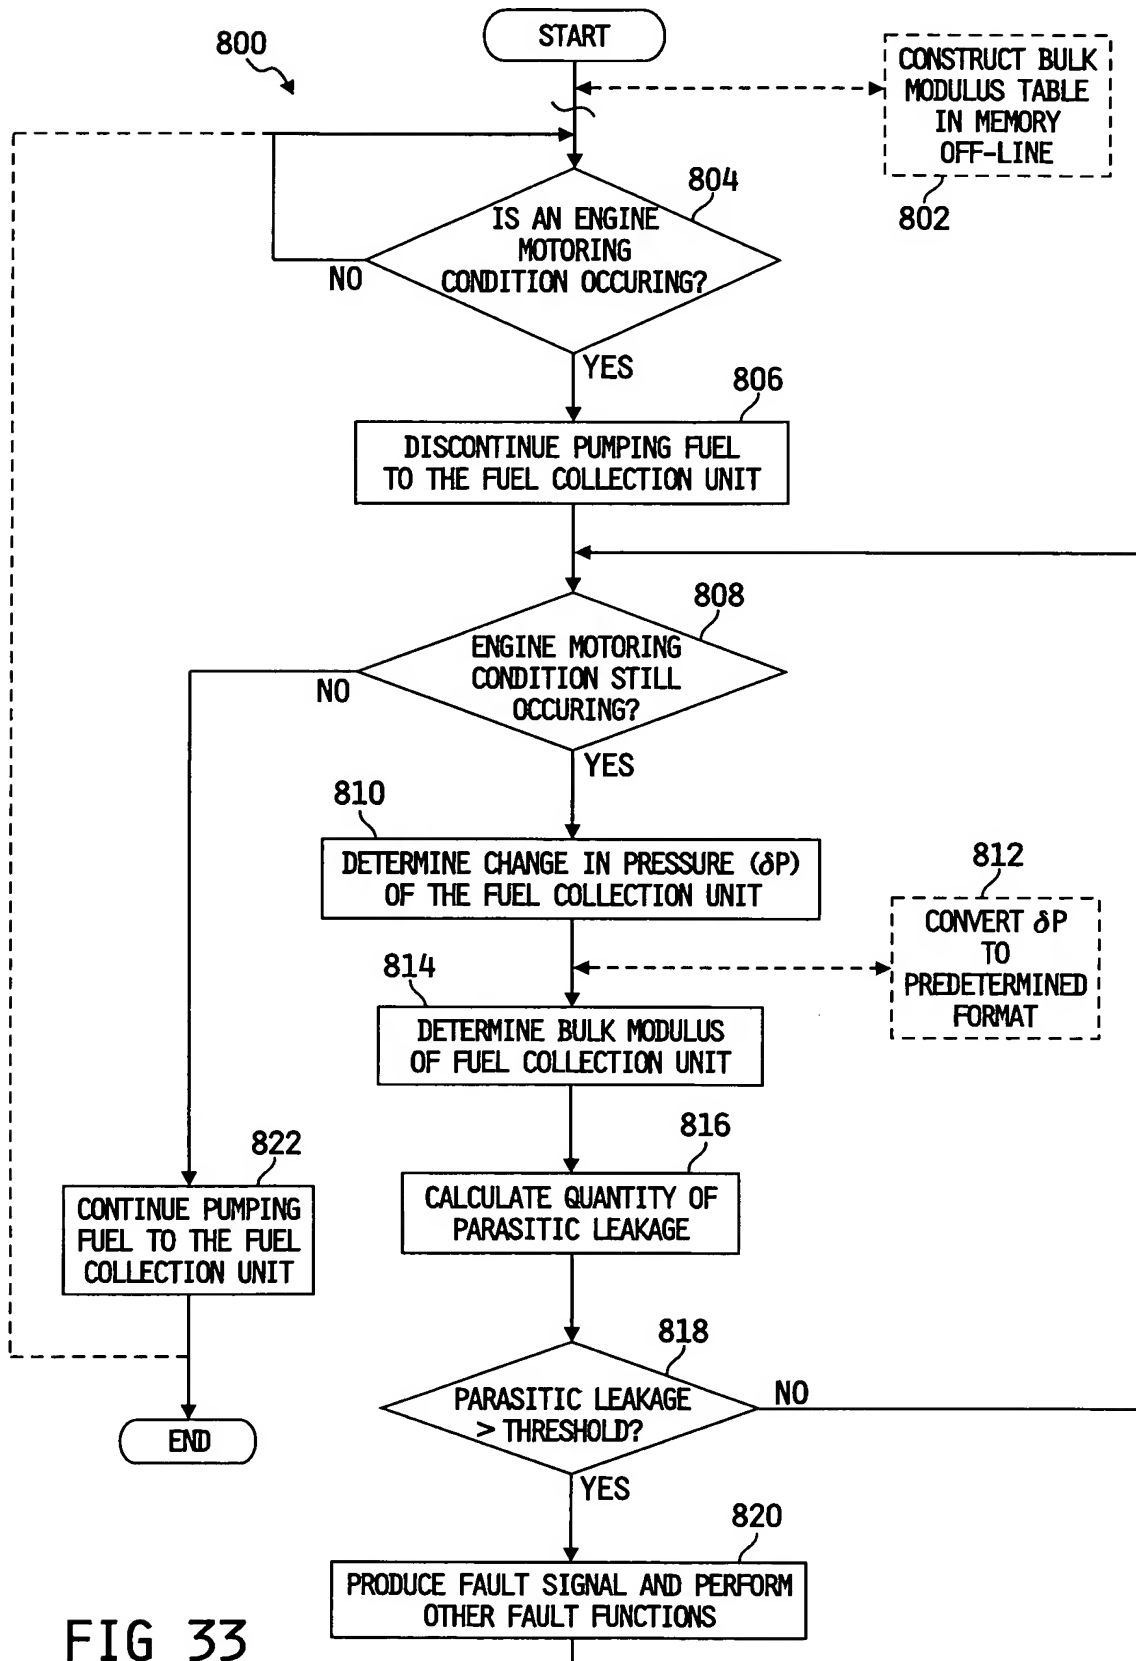 START
800
CONSTRUCT BULK
MODULUS TABLE
IN MEMORY
OFF-LINE
802
804
IS AN ENGINE
MOTORING
CONDITION OCCURING?
NO
YES
806
DISCONTINUE PUMPING FUEL
TO THE FUEL COLLECTION UNIT
808
ENGINE MOTORING
CONDITION STILL
OCCURING?
NO
YES
810
DETERMINE CHANGE IN PRESSURE (δP)
OF THE FUEL COLLECTION UNIT
812
CONVERT δP
TO
PREDETERMINED
FORMAT
814
DETERMINE BULK MODULUS
OF FUEL COLLECTION UNIT
816
CALCULATE QUANTITY OF
PARASITIC LEAKAGE
822
CONTINUE PUMPING
FUEL TO THE FUEL
COLLECTION UNIT
818
PARASITIC LEAKAGE
> THRESHOLD?
NO
END
YES
820
PRODUCE FAULT SIGNAL AND PERFORM
OTHER FAULT FUNCTIONS
FIG 33